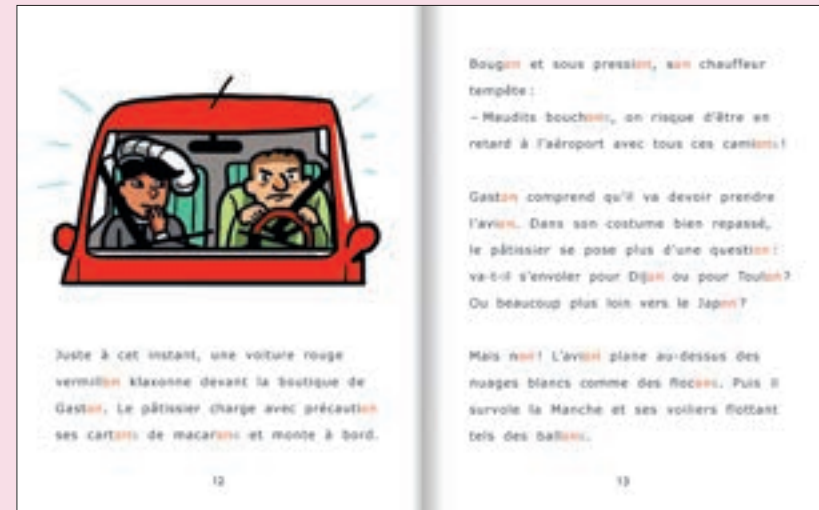 Juste à cet instant, une voiture rouge
vermillon klaxonne devant la boutique de
Gaston. Le pâtissier charge avec précaution
ses cartons de macarons et monte à bord.
12
Bougon et sous pression, son chauffeur
tempête :
– Maudits bouchons, on risque d'être en
retard à l'aéroport avec tous ces camions !
Gaston comprend qu'il va devoir prendre
l'avion. Dans son costume bien repassé,
le pâtissier se pose plus d'une question :
va-t-il s'envoler pour Dijon ou pour Toulon ?
Ou beaucoup plus loin vers le Japon ?
Mais non ! L'avion plane au-dessus des
nuages blancs comme des flocons. Puis il
survole la Manche et ses voiliers flottant
tels des ballons.
13